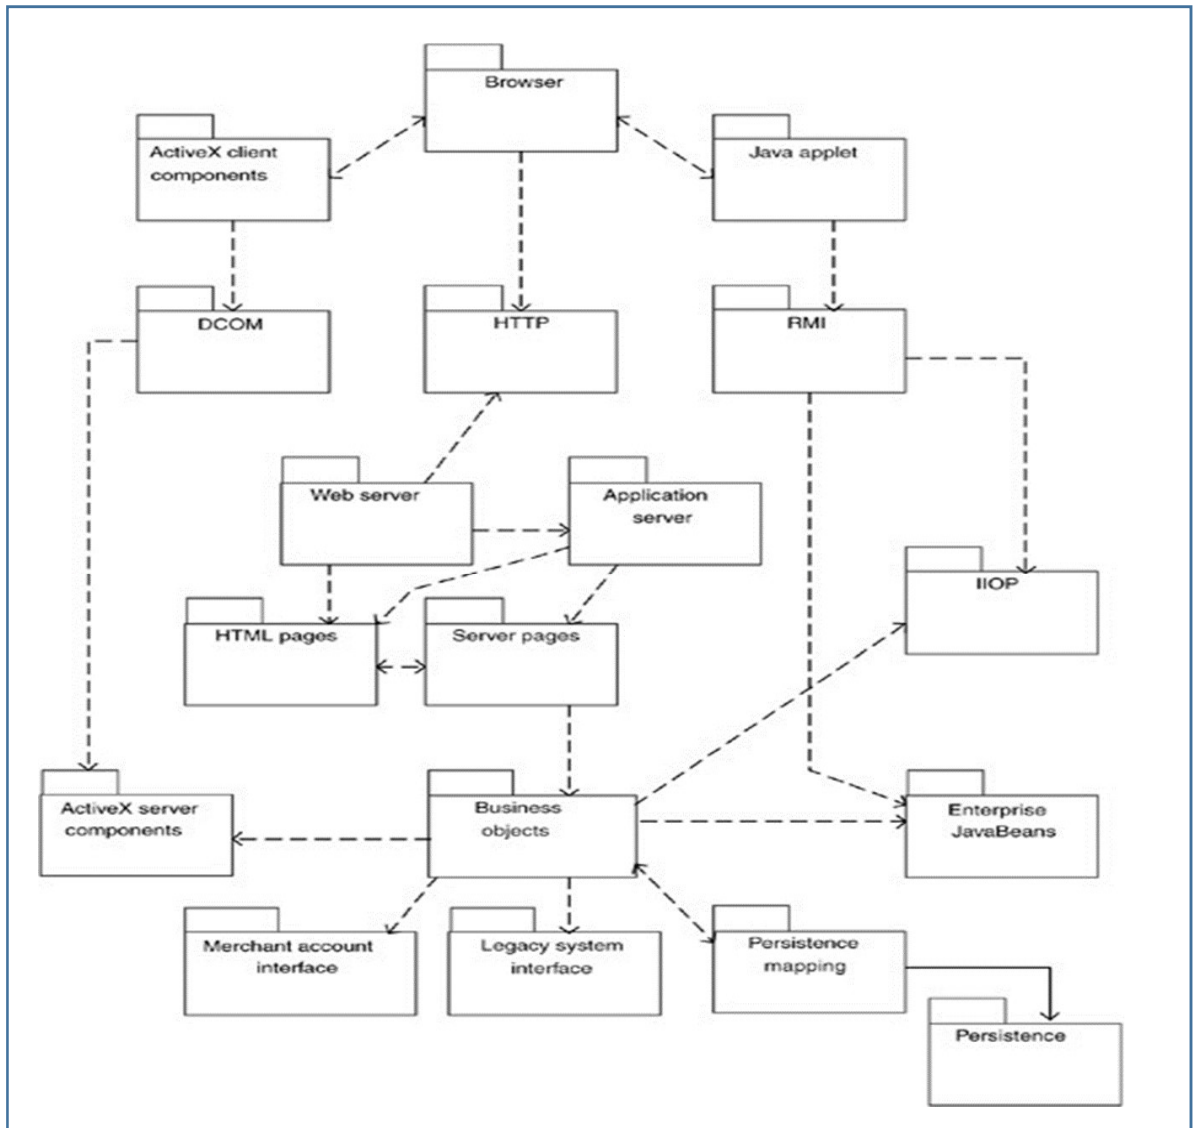 Browser
ActiveX client
components
Java applet
DCOM
HTTP
RMI
Web server
Application
server
IIOP
HTML pages
Server pages
ActiveX server
components
Business
objects
Enterprise
JavaBeans
Merchant account
interface
Legacy system
interface
Persistence
mapping
Persistence